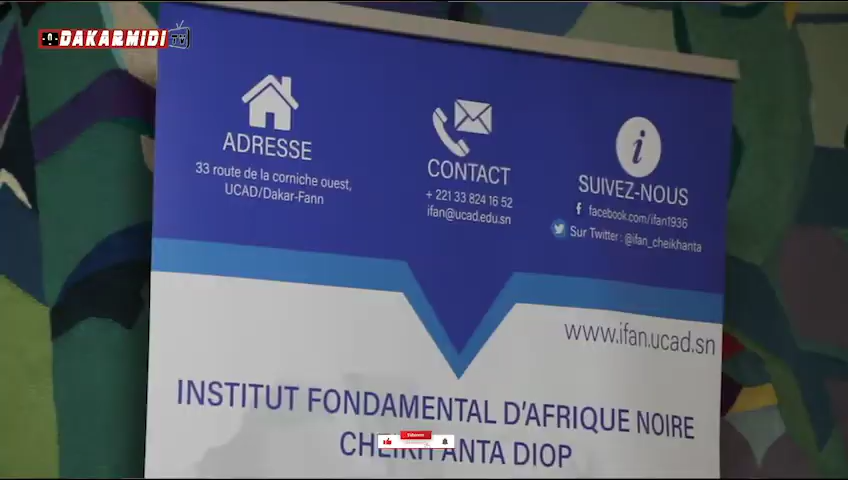 DAKARMIDI TV
ADRESSE
33 route de la corniche ouest,
UCAD/Dakar-Fann
CONTACT
+ 221 33 824 16 52
ifan@ucad.edu.sn
i
SUIVEZ-NOUS
f facebook.com/ifan1936
Sur Twitter : @ifan_cheikhanta
www.ifan.ucad.sn
INSTITUT FONDAMENTAL D'AFRIQUE NOIRE
CHEIKH ANTA DIOP